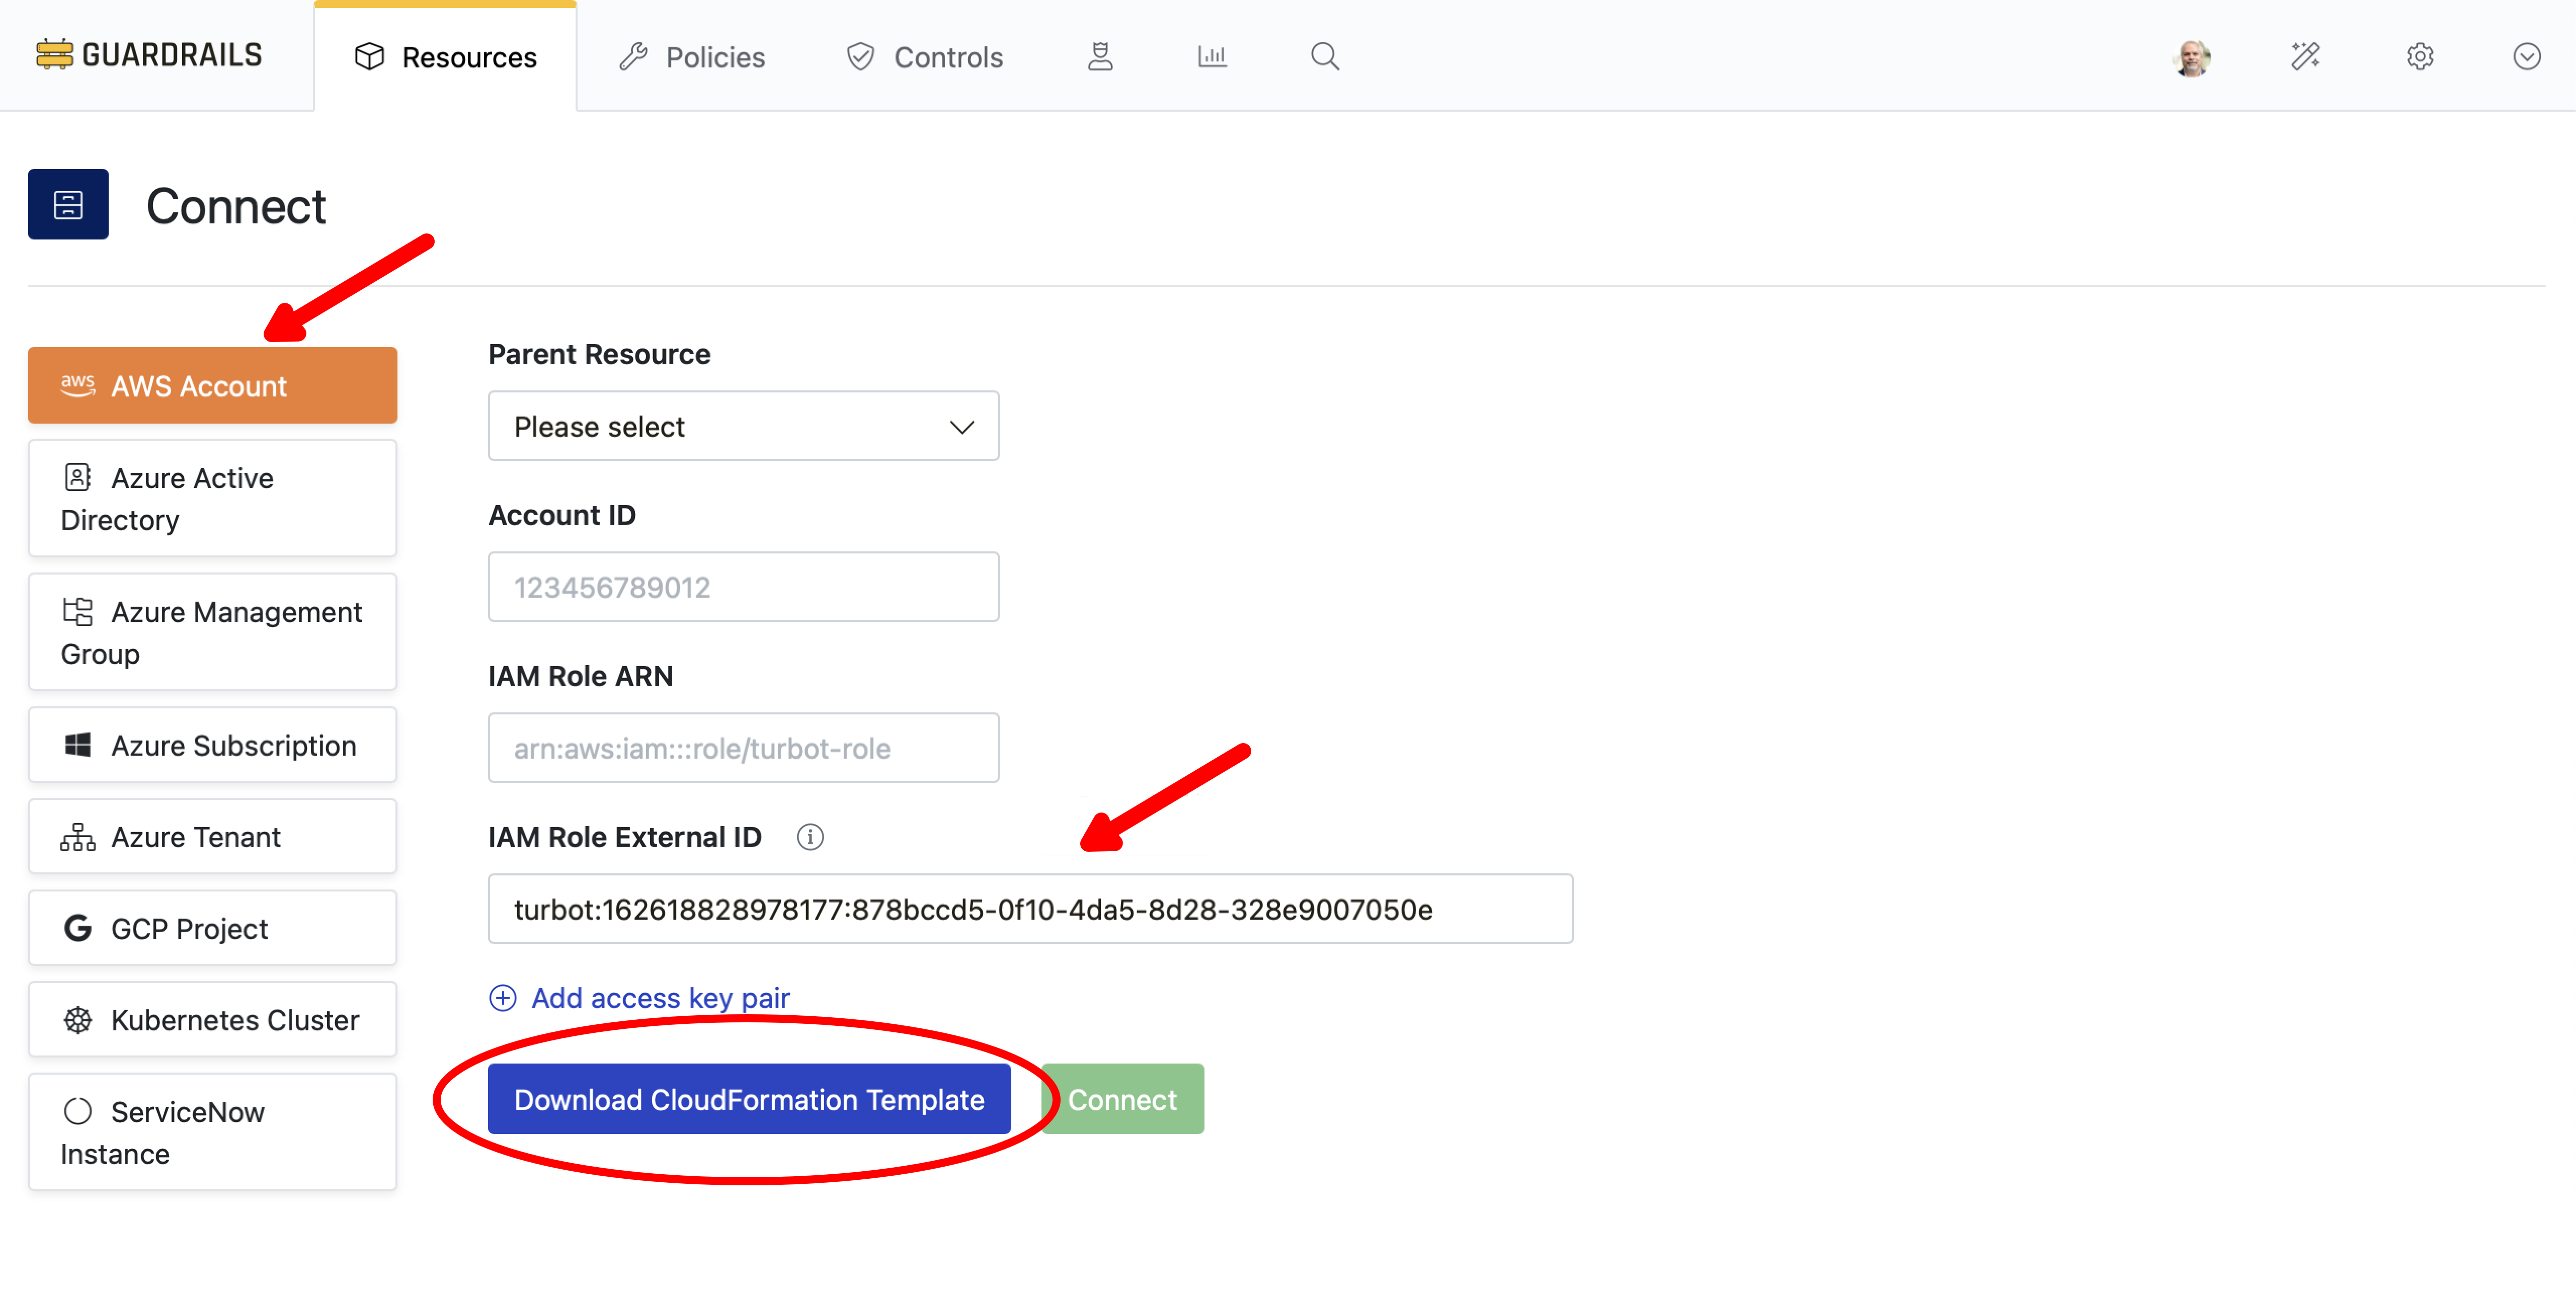 GUARDRAILS
Resources
Policies
Controls
Connect
aws AWS Account
Azure Active
Directory
Azure Management
Group
Azure Subscription
Azure Tenant
GCP Project
Kubernetes Cluster
ServiceNow
Instance
Parent Resource
Please select
Account ID
123456789012
IAM Role ARN
arn:aws:iam:::role/turbot-role
IAM Role External ID
turbot:162618828978177:878bccd5-0f10-4da5-8d28-328e9007050e
Add access key pair
Download CloudFormation Template
Connect